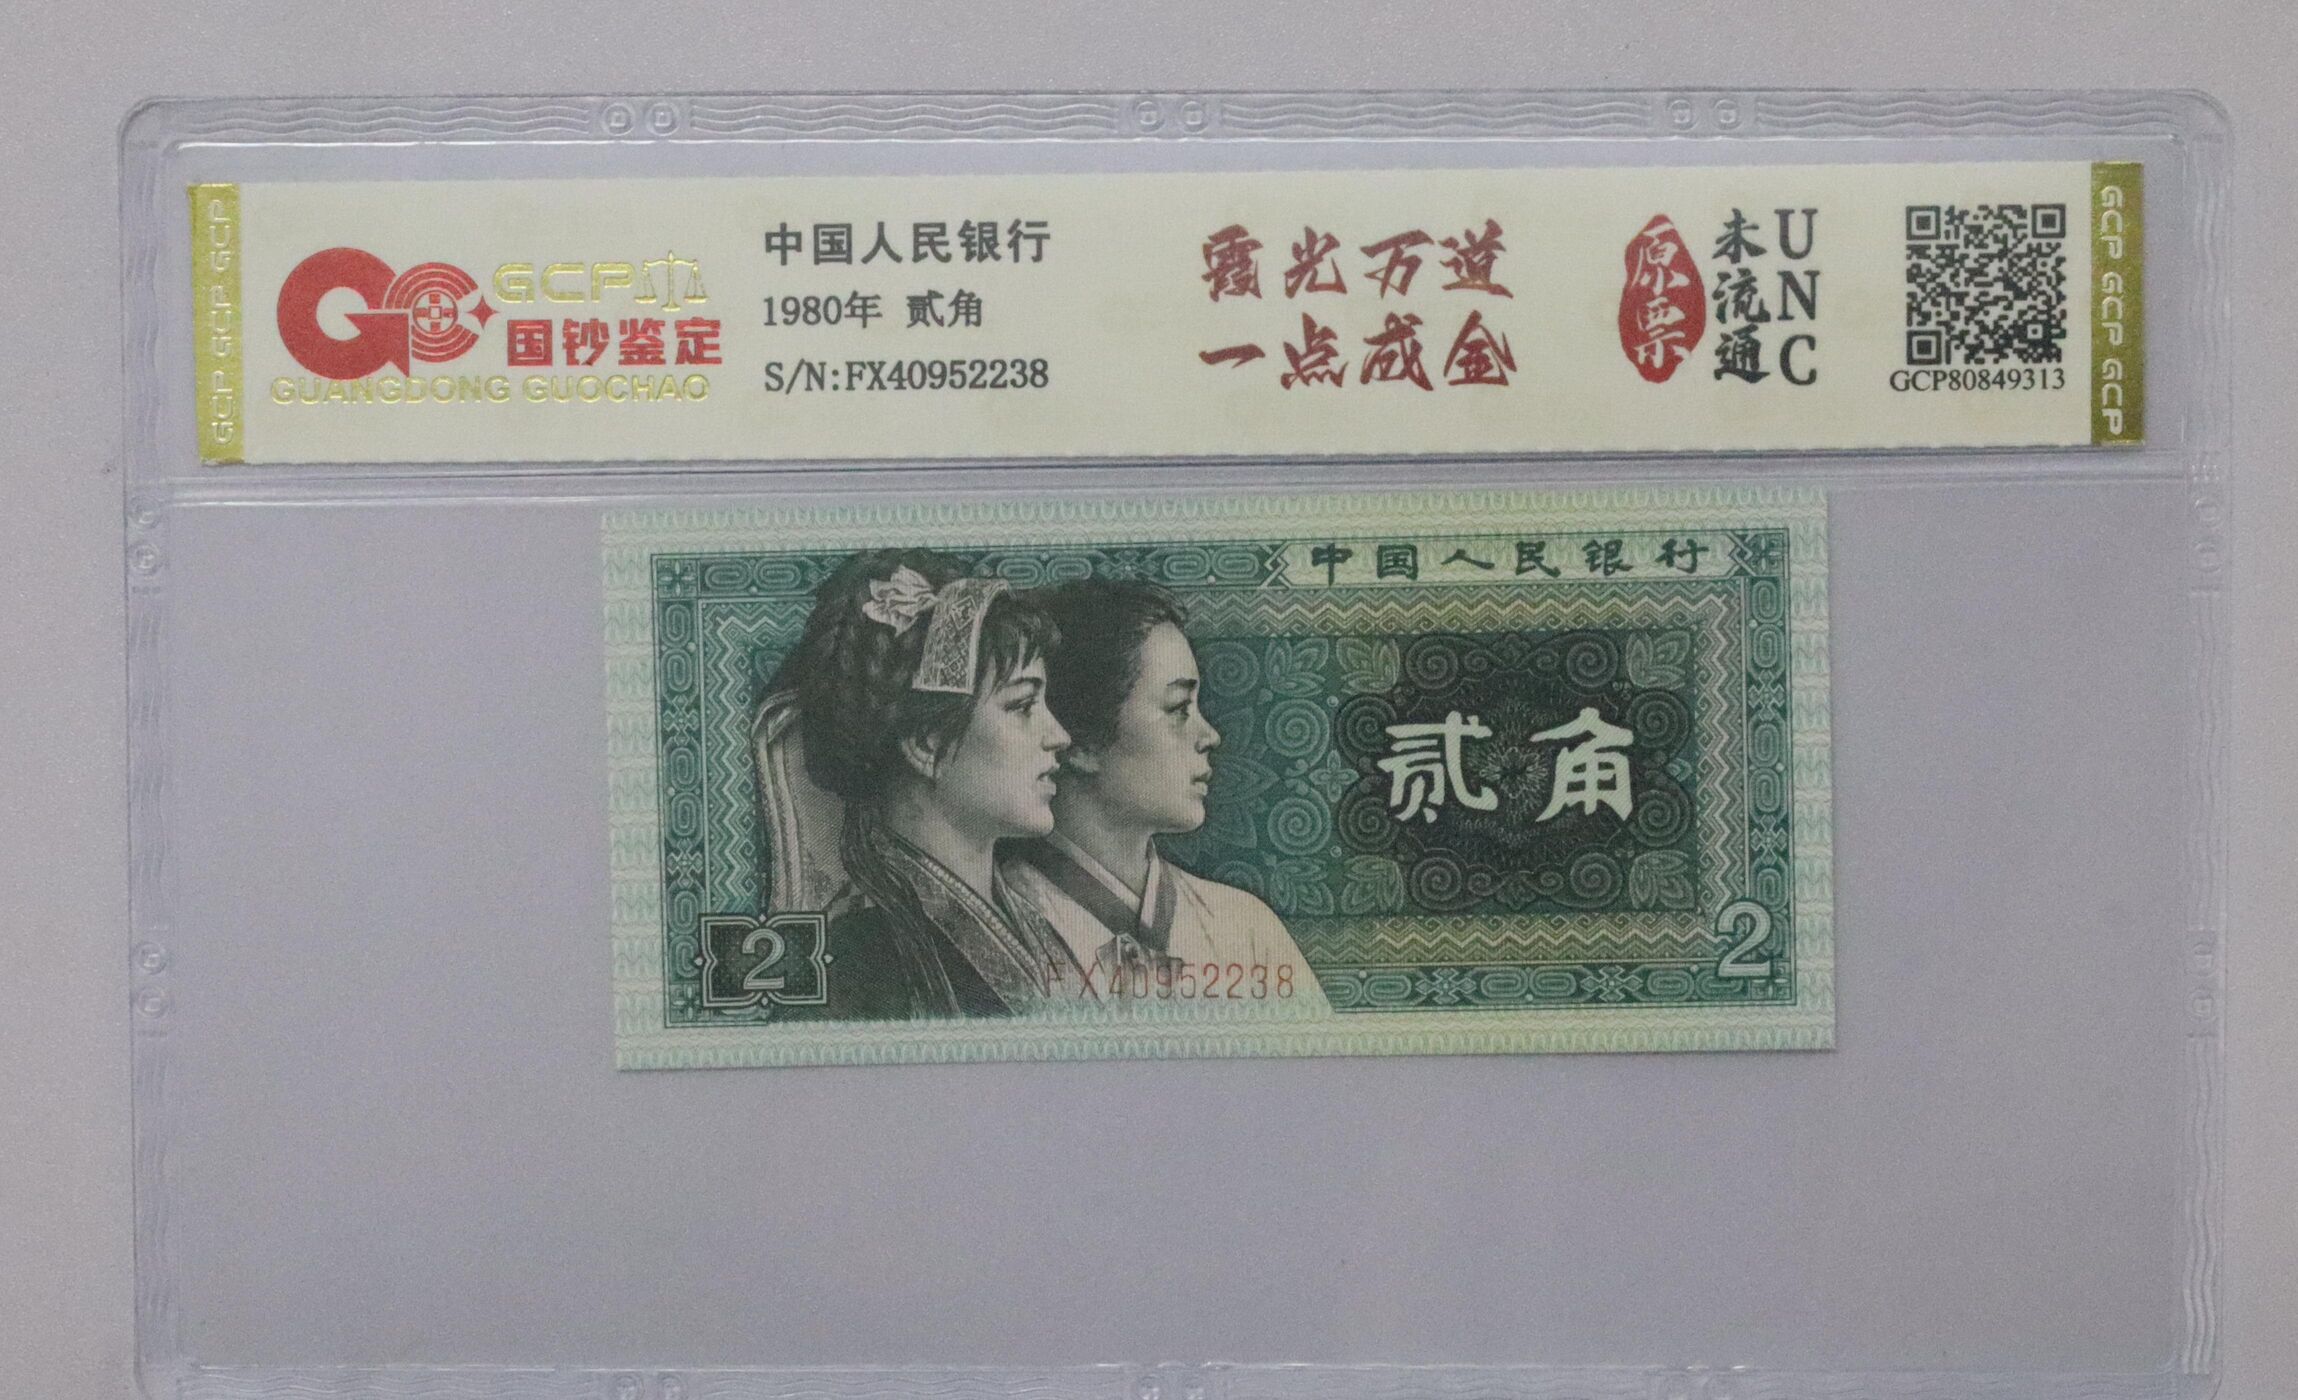 GCP GCP GCP GCP
GCP
国钞鉴定
GUANGDONG GUOCHAO
中国人民银行
1980年 贰角
S/N:FX40952238
霞光万道
一点成金
原票
未流通
UNC
GCP80849313
GCP GCP GCP GCP
中国人民银行
贰角
2
FX40952238
2